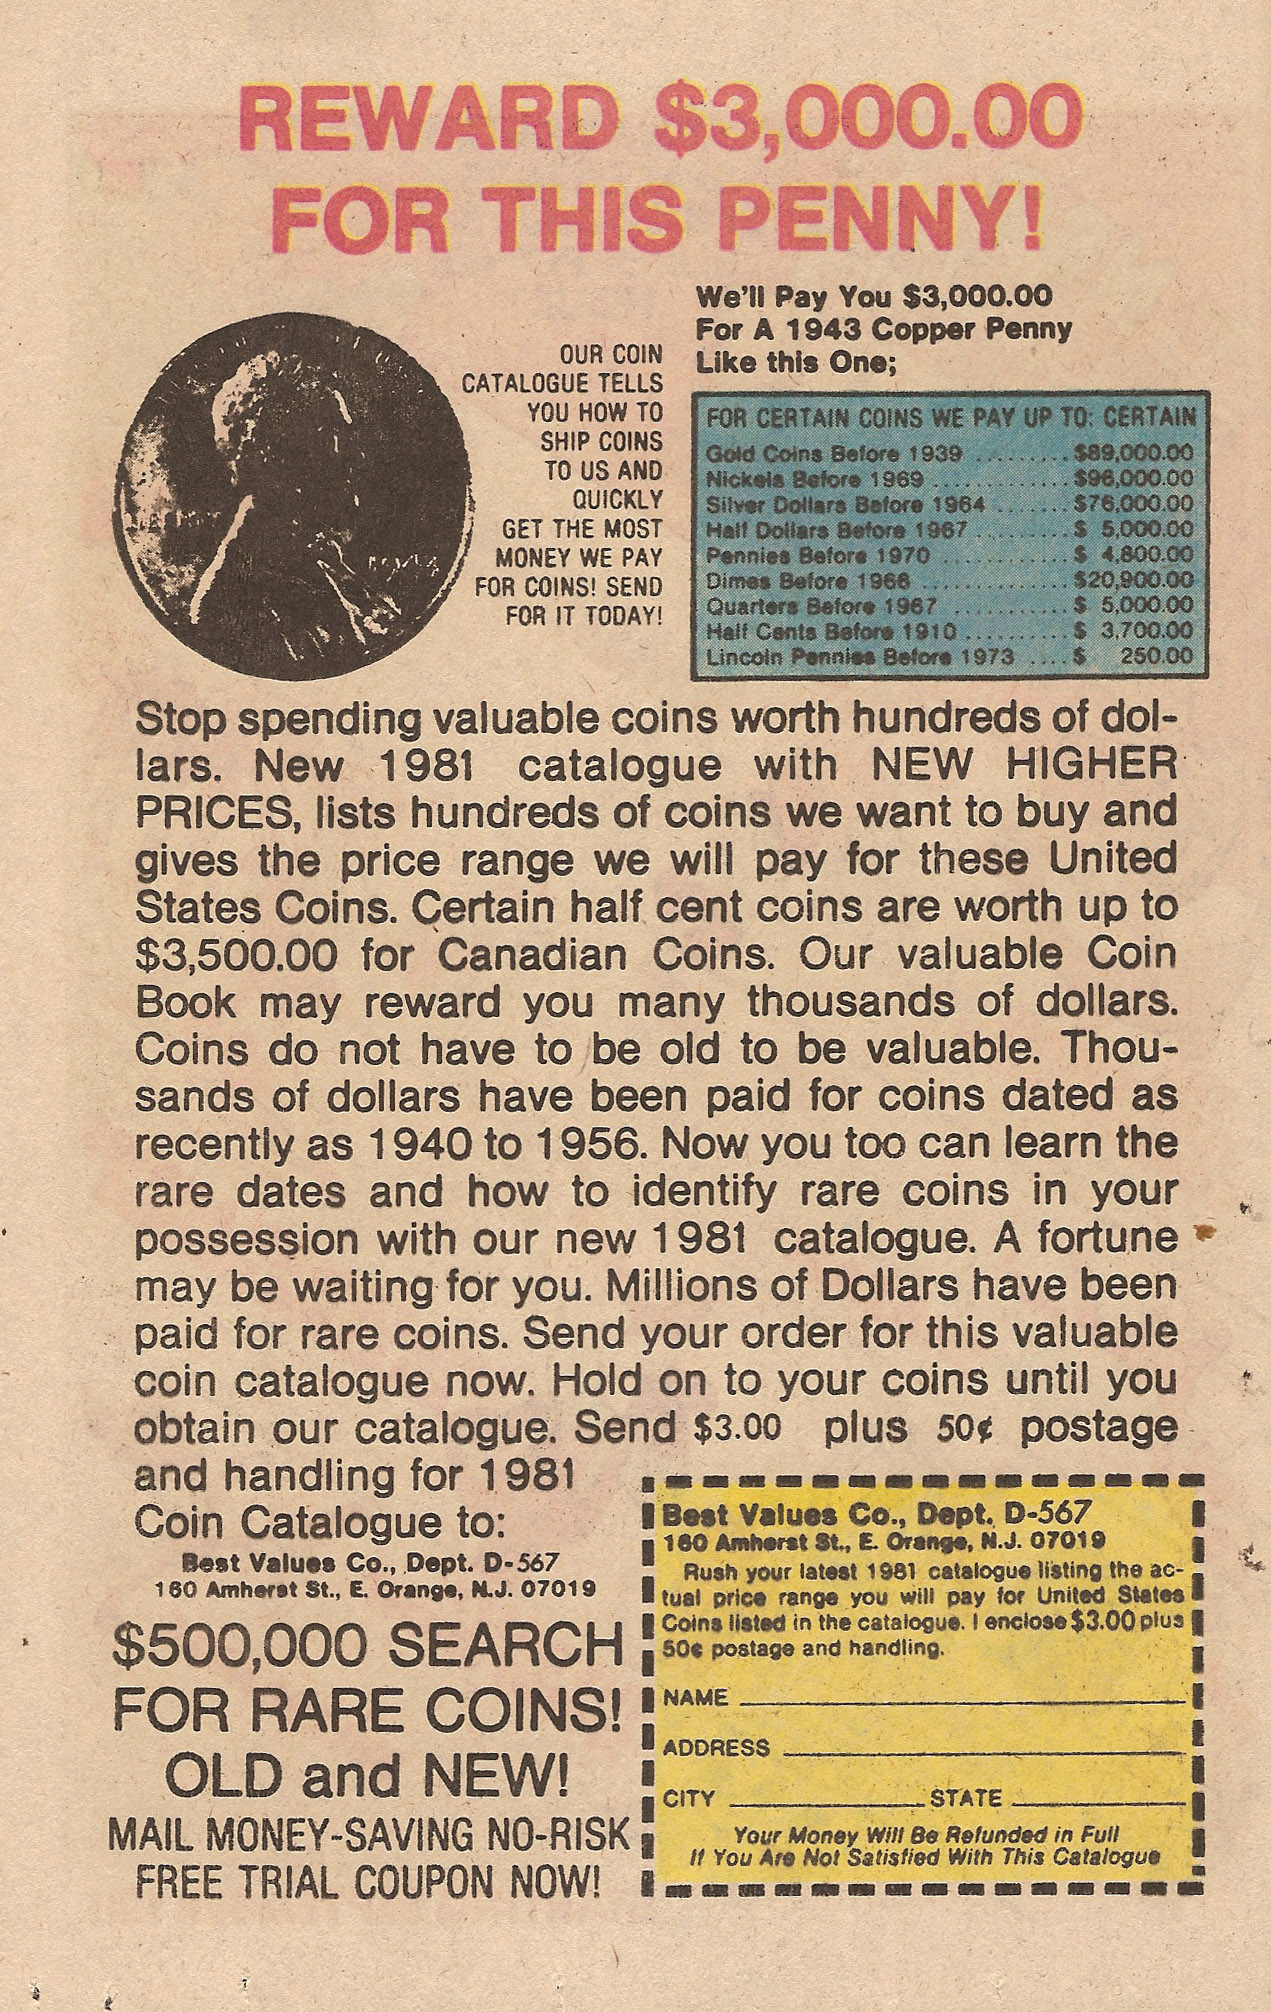 REWARD $3,000.00
FOR THIS PENNY!
We'll Pay You $3,000.00
For A 1943 Copper Penny
Like this One;
OUR COIN
CATALOGUE TELLS
YOU HOW TO
SHIP COINS
TO US AND
QUICKLY
GET THE MOST
MONEY WE PAY
FOR COINS! SEND
FOR IT TODAY!
FOR CERTAIN COINS WE PAY UP TO: CERTAIN
Gold Coins Before 1939 ......... $89,000.00
Nickels Before 1969 ............. $96,000.00
Silver Dollars Before 1964 ....... $76,000.00
Half Dollars Before 1967 ......... $ 5,000.00
Pennies Before 1970 ............ $ 4,800.00
Dimes Before 1966 .............. $20,900.00
Quarters Before 1967 ........... $ 5,000.00
Half Cents Before 1910 .......... $ 3,700.00
Lincoln Pennies Before 1973 .... $ 250.00
Stop spending valuable coins worth hundreds of dol-
lars. New 1981 catalogue with NEW HIGHER
PRICES, lists hundreds of coins we want to buy and
gives the price range we will pay for these United
States Coins. Certain half cent coins are worth up to
$3,500.00 for Canadian Coins. Our valuable Coin
Book may reward you many thousands of dollars.
Coins do not have to be old to be valuable. Thou-
sands of dollars have been paid for coins dated as
recently as 1940 to 1956. Now you too can learn the
rare dates and how to identify rare coins in your
possession with our new 1981 catalogue. A fortune
may be waiting for you. Millions of Dollars have been
paid for rare coins. Send your order for this valuable
coin catalogue now. Hold on to your coins until you
obtain our catalogue. Send $3.00 plus 50¢ postage
and handling for 1981
Coin Catalogue to:
Best Values Co., Dept. D-567
160 Amherst St., E. Orange, N.J. 07019
$500,000 SEARCH
FOR RARE COINS!
OLD and NEW!
MAIL MONEY-SAVING NO-RISK
FREE TRIAL COUPON NOW!
Best Values Co., Dept. D-567
160 Amherst St., E. Orange, N.J. 07019
Rush your latest 1981 catalogue listing the ac-
tual price range you will pay for United States
Coins listed in the catalogue. I enclose $3.00 plus
50¢ postage and handling.
NAME
ADDRESS
CITY STATE
Your Money Will Be Refunded in Full
If You Are Not Satisfied With This Catalogue